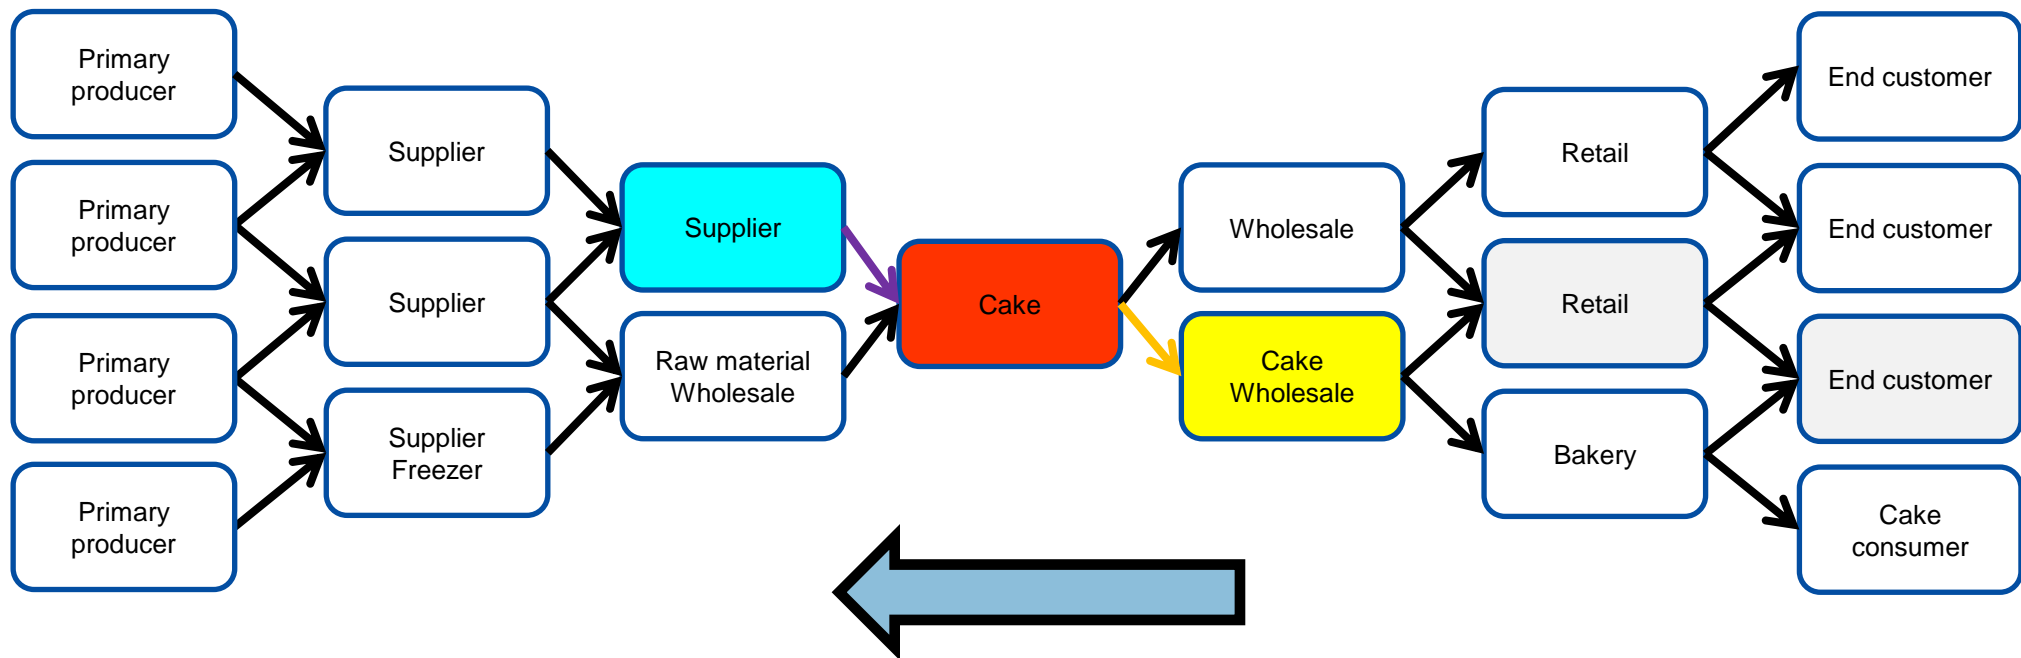 Primary
producer
Primary
producer
Primary
producer
Primary
producer
Supplier
Supplier
Supplier
Freezer
Supplier
Raw material
Wholesale
Cake
Wholesale
Cake
Wholesale
Retail
Retail
Bakery
End customer
End customer
End customer
Cake
consumer